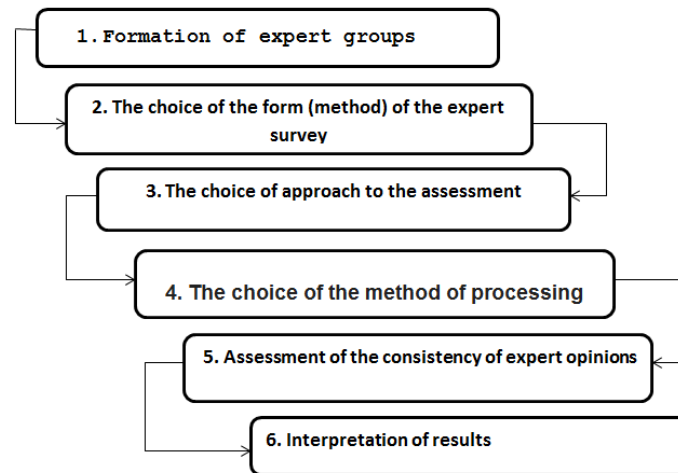 1. Formation of expert groups
2. The choice of the form (method) of the expert
survey
3. The choice of approach to the assessment
4. The choice of the method of processing
5. Assessment of the consistency of expert opinions
6. Interpretation of results